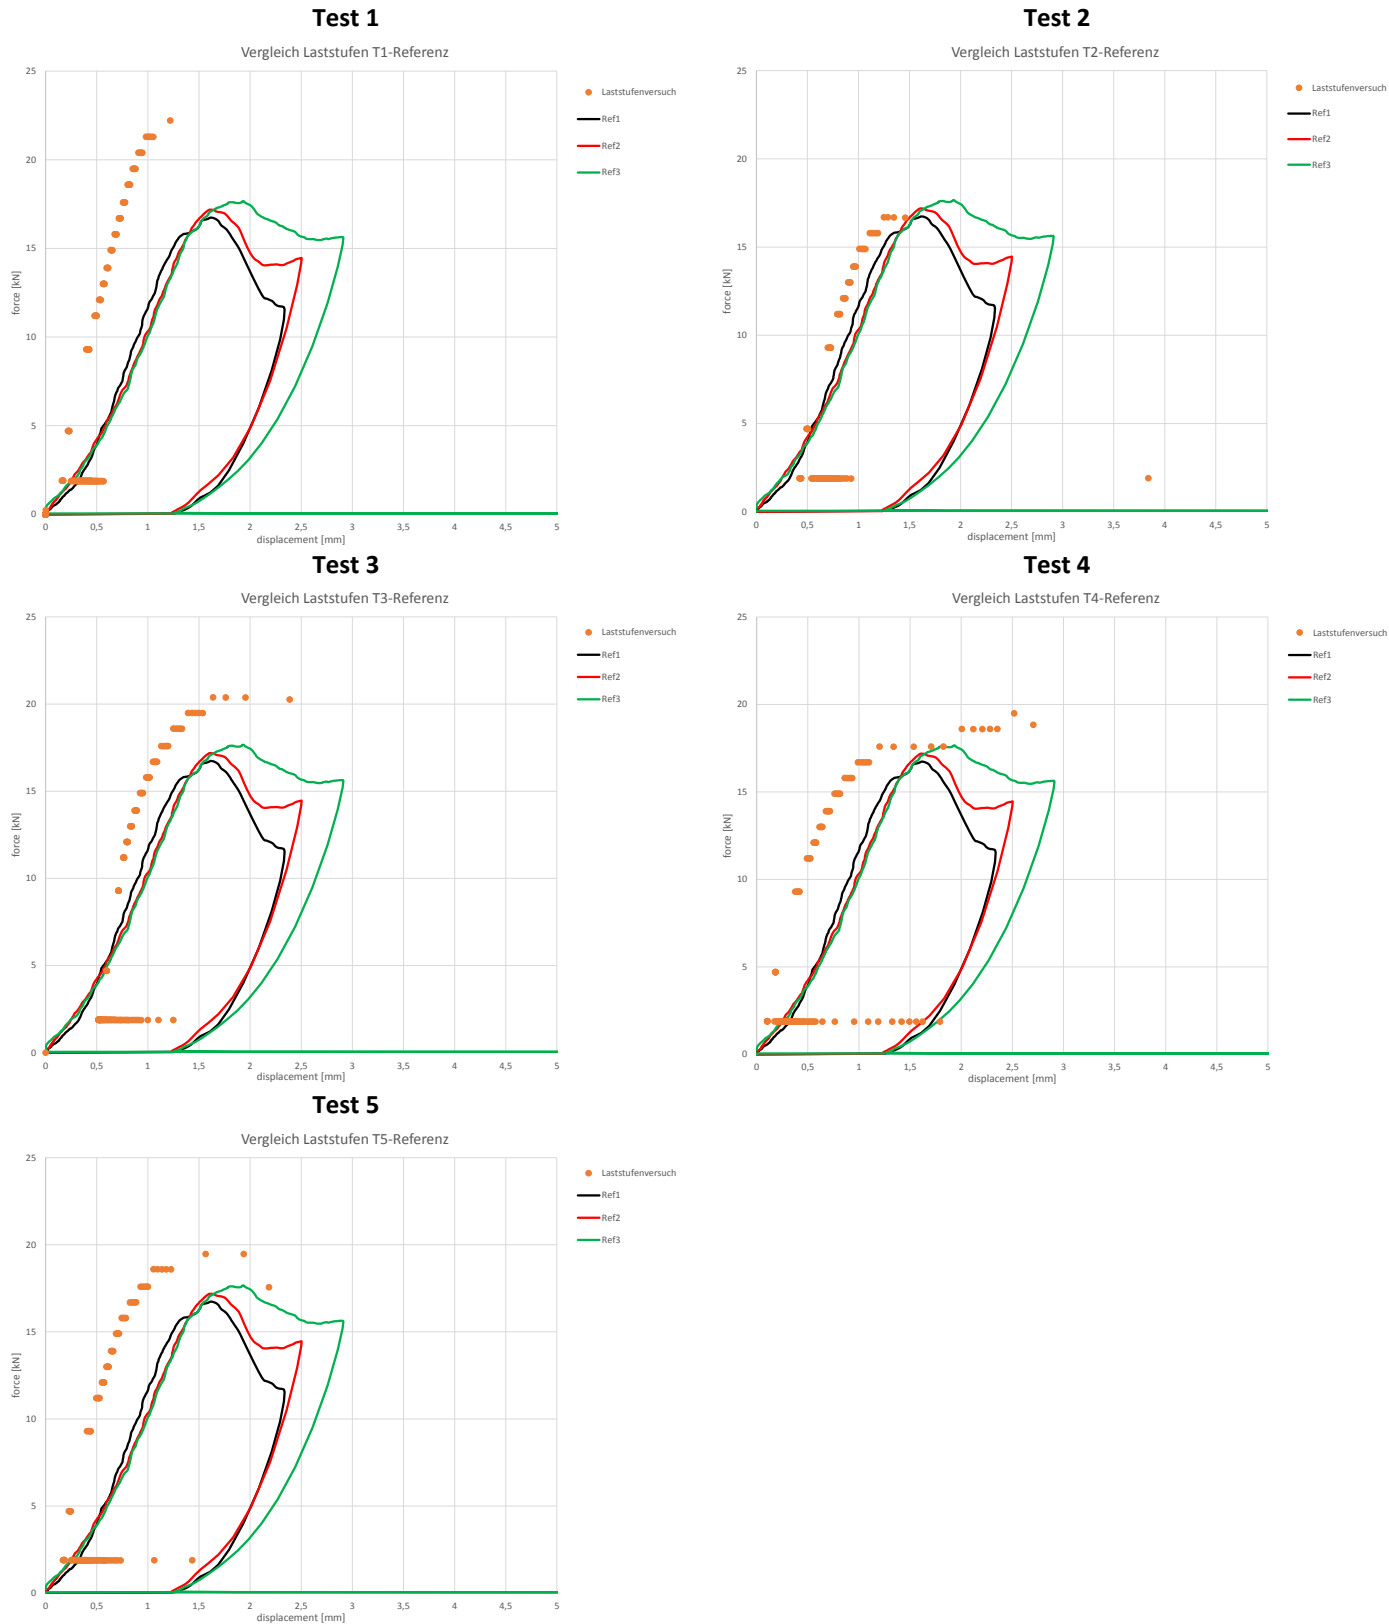 Test 1
Vergleich Laststufen T1-Referenz
25
20
15
10
5
0
force [kN]
0 0,5 1 1,5 2 2,5 3 3,5 4 4,5 5
displacement [mm]
Laststufenversuch
Ref1
Ref2
Ref3
Test 2
Vergleich Laststufen T2-Referenz
25
20
15
10
5
0
force [kN]
0 0,5 1 1,5 2 2,5 3 3,5 4 4,5 5
displacement [mm]
Laststufenversuch
Ref1
Ref2
Ref3
Test 3
Vergleich Laststufen T3-Referenz
25
20
15
10
5
0
force [kN]
0 0,5 1 1,5 2 2,5 3 3,5 4 4,5 5
displacement [mm]
Laststufenversuch
Ref1
Ref2
Ref3
Test 4
Vergleich Laststufen T4-Referenz
25
20
15
10
5
0
force [kN]
0 0,5 1 1,5 2 2,5 3 3,5 4 4,5 5
displacement [mm]
Laststufenversuch
Ref1
Ref2
Ref3
Test 5
Vergleich Laststufen T5-Referenz
25
20
15
10
5
0
force [kN]
0 0,5 1 1,5 2 2,5 3 3,5 4 4,5 5
displacement [mm]
Laststufenversuch
Ref1
Ref2
Ref3